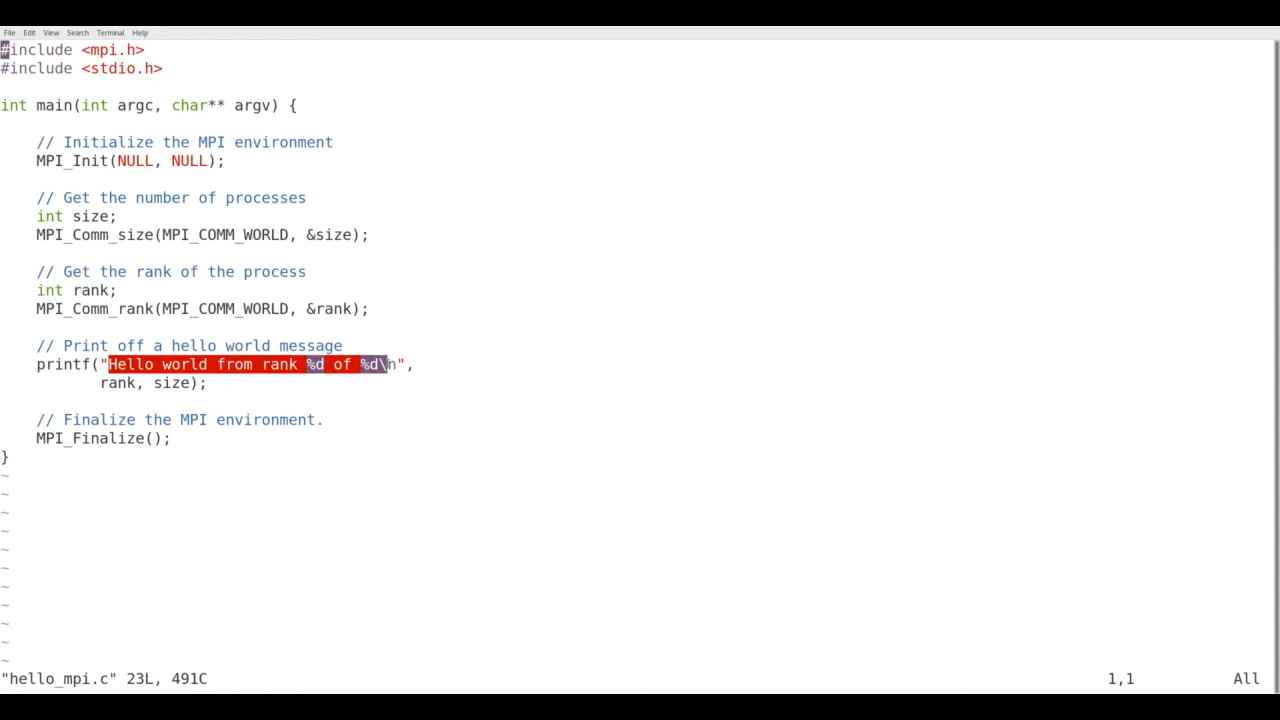 File Edit View Search Terminal Help
#include <mpi.h>
#include <stdio.h>
int main(int argc, char** argv) {
// Initialize the MPI environment
MPI_Init(NULL, NULL);
// Get the number of processes
int size;
MPI_Comm_size(MPI_COMM_WORLD, &size);
// Get the rank of the process
int rank;
MPI_Comm_rank(MPI_COMM_WORLD, &rank);
// Print off a hello world message
printf("Hello world from rank %d of %d\n",
rank, size);
// Finalize the MPI environment.
MPI_Finalize();
}
~
~
~
~
~
~
~
~
~
~
~
"hello_mpi.c" 23L, 491C 1,1 All